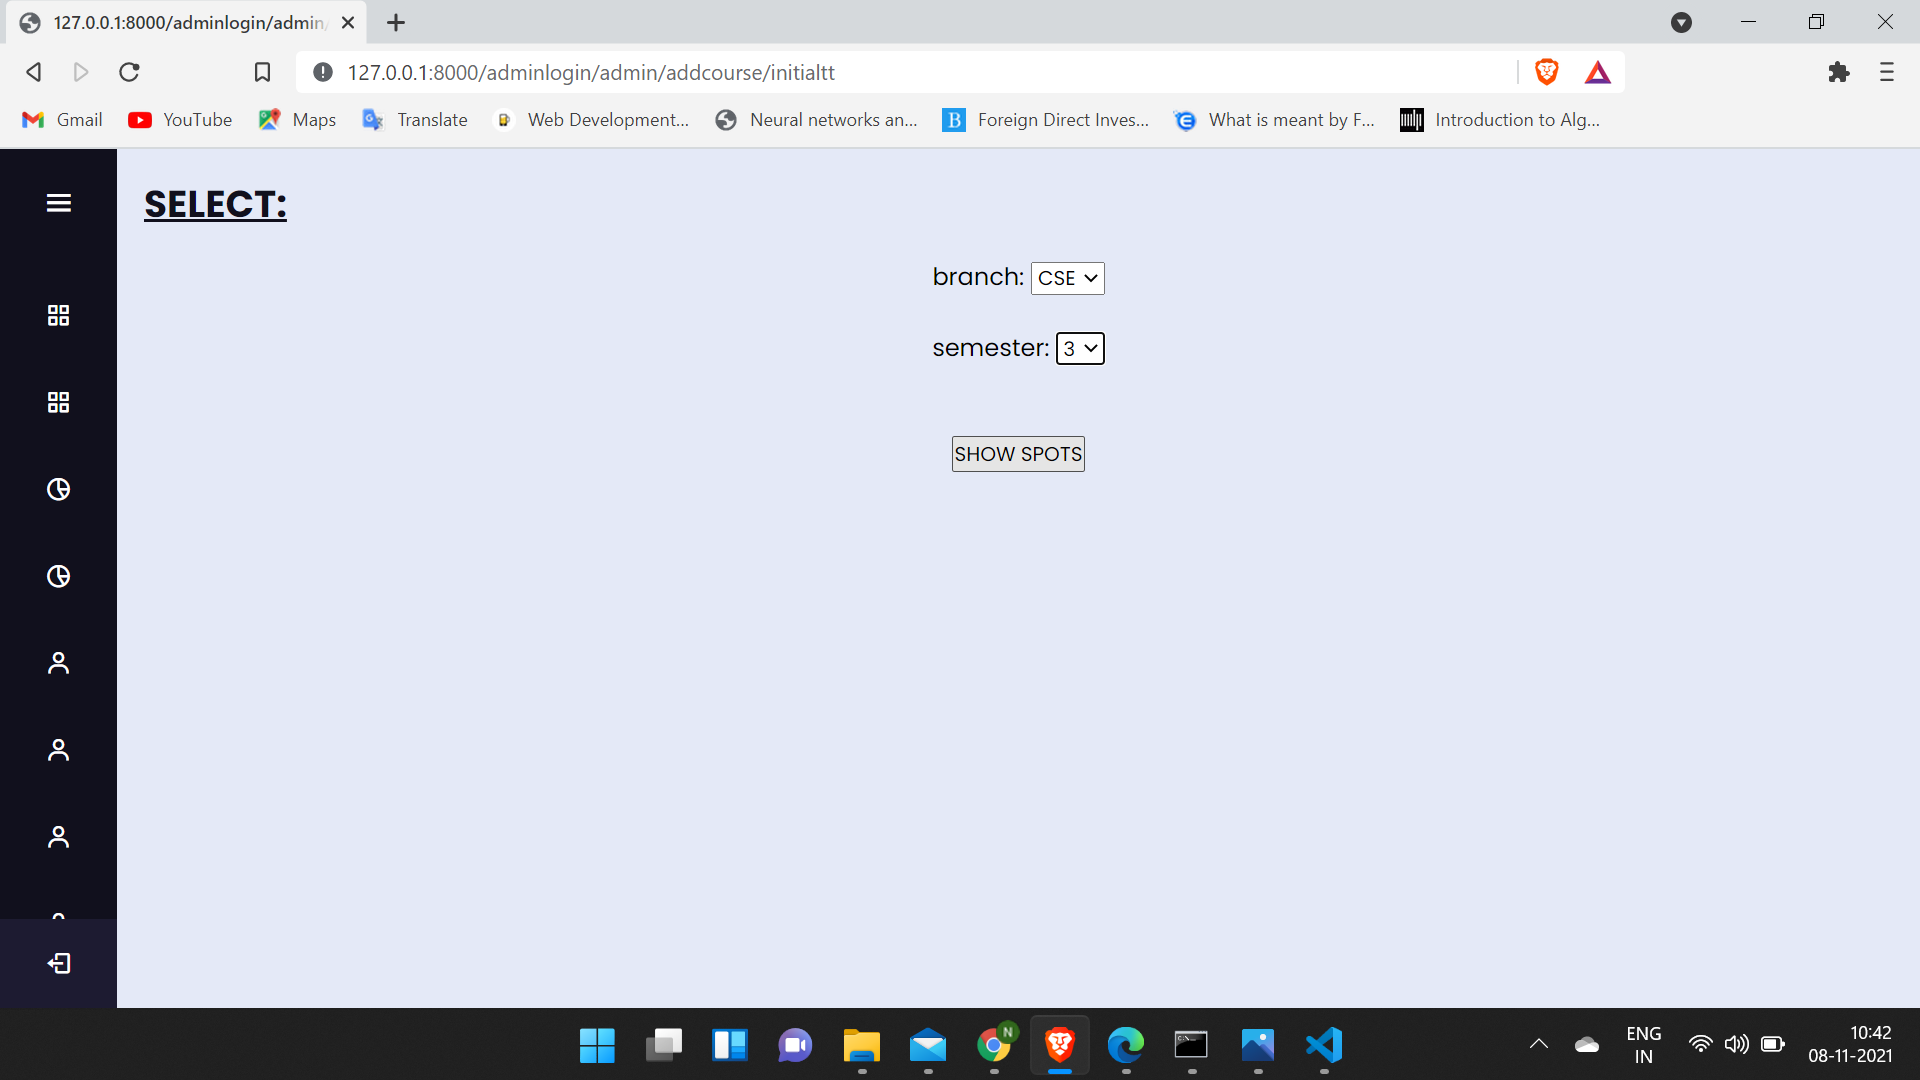 127.0.0.1:8000/adminlogin/admin/
127.0.0.1:8000/adminlogin/admin/addcourse/initialtt
Gmail
YouTube
Maps
Translate
Web Development...
Neural networks an...
Foreign Direct Inves...
What is meant by F...
Introduction to Alg...
SELECT:
branch: CSE
semester: 3
SHOW SPOTS
N
ENG
IN
10:42
08-11-2021